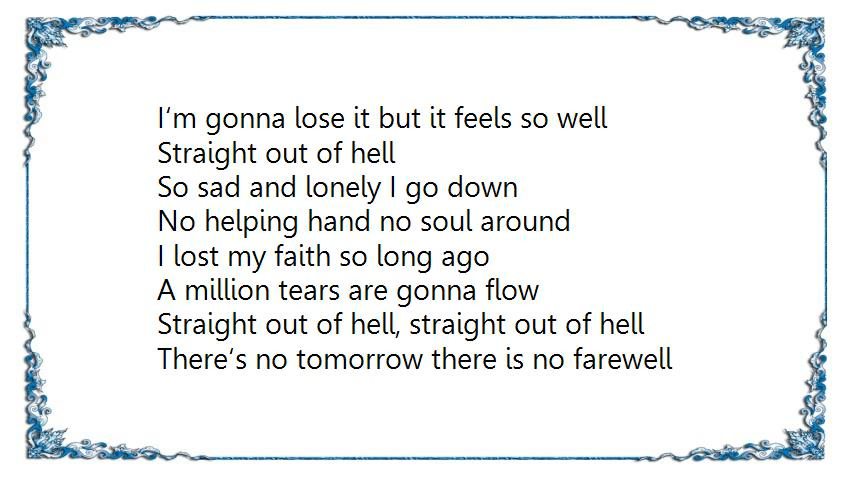 I'm gonna lose it but it feels so well
Straight out of hell
So sad and lonely I go down
No helping hand no soul around
I lost my faith so long ago
A million tears are gonna flow
Straight out of hell, straight out of hell
There's no tomorrow there is no farewell